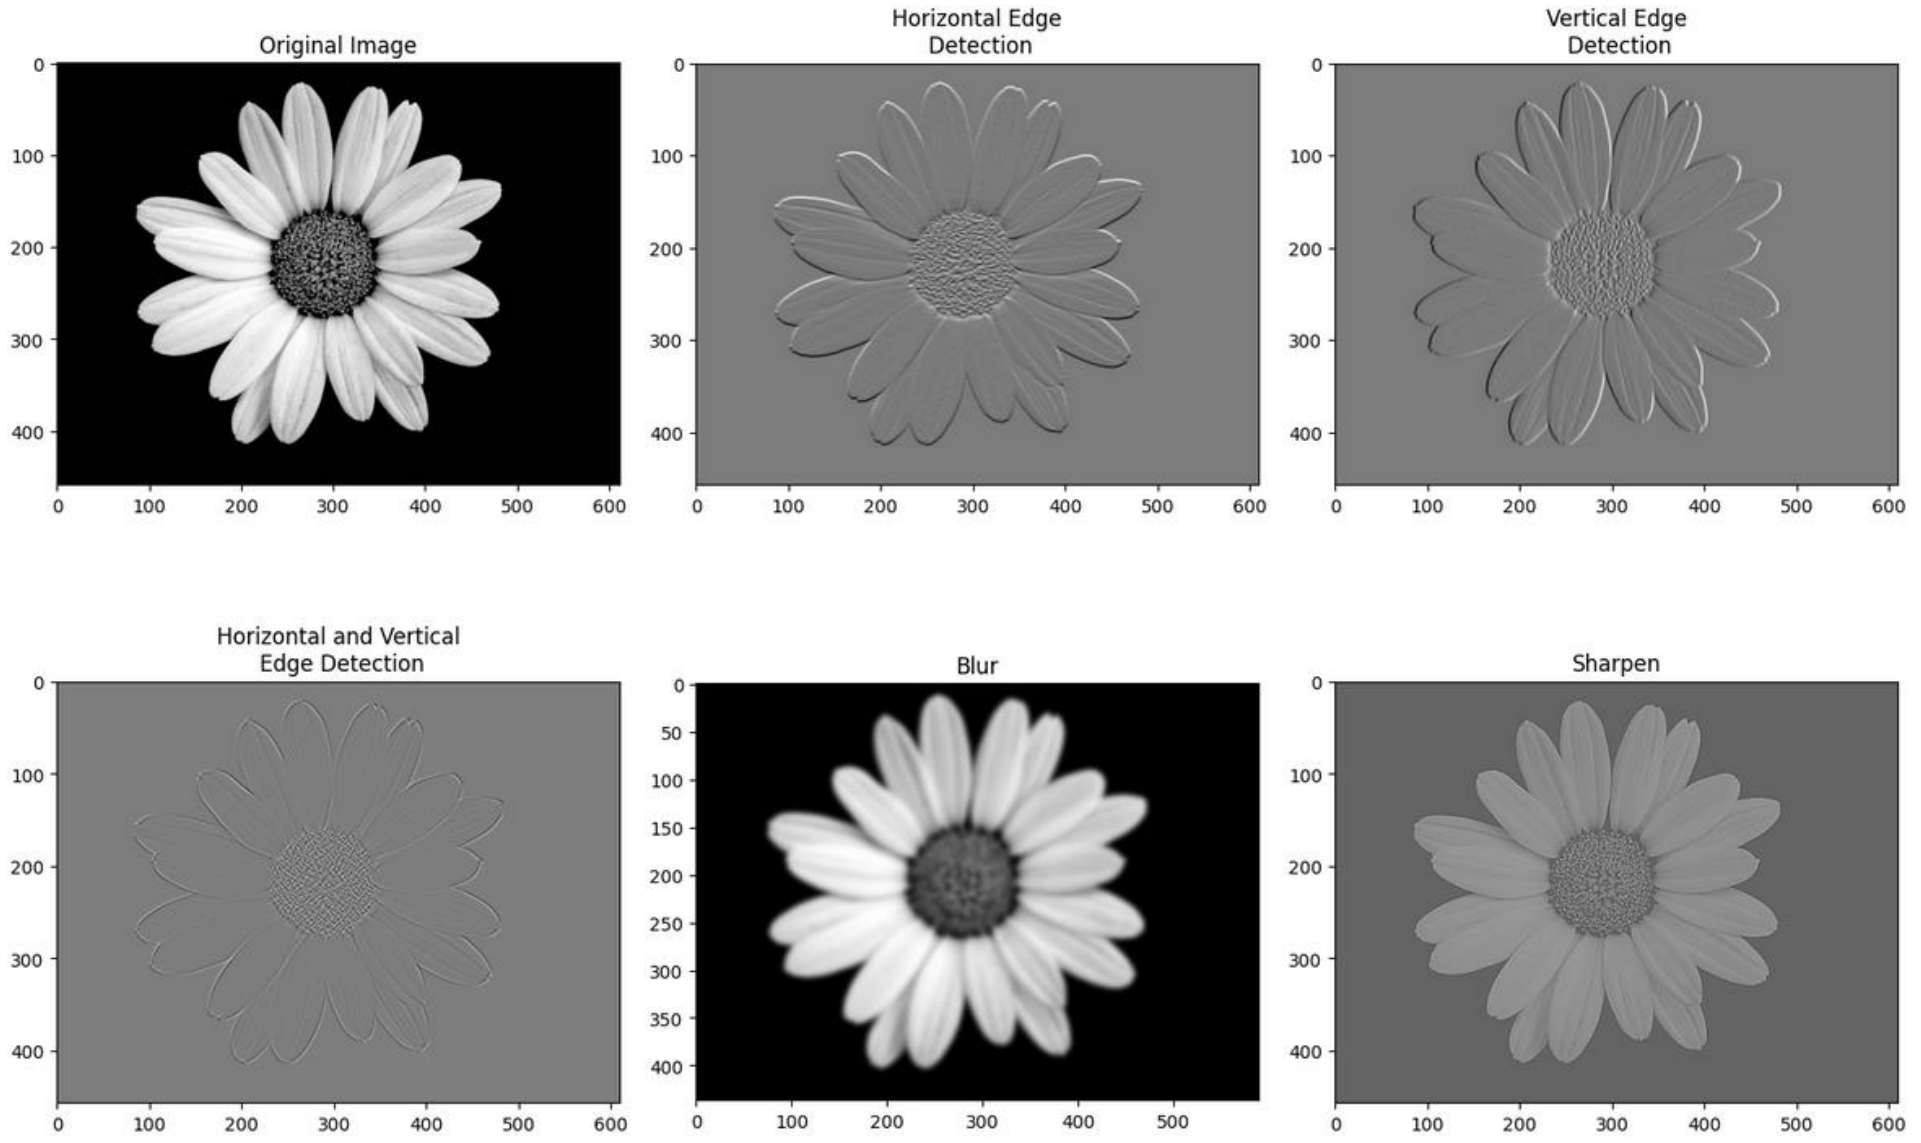 Original Image
0
100
200
300
400
0 100 200 300 400 500 600
Horizontal Edge
Detection
0
100
200
300
400
0 100 200 300 400 500 600
Vertical Edge
Detection
0
100
200
300
400
0 100 200 300 400 500 600
Horizontal and Vertical
Edge Detection
0
100
200
300
400
0 100 200 300 400 500 600
Blur
0
50
100
150
200
250
300
350
400
0 100 200 300 400 500
Sharpen
0
100
200
300
400
0 100 200 300 400 500 600